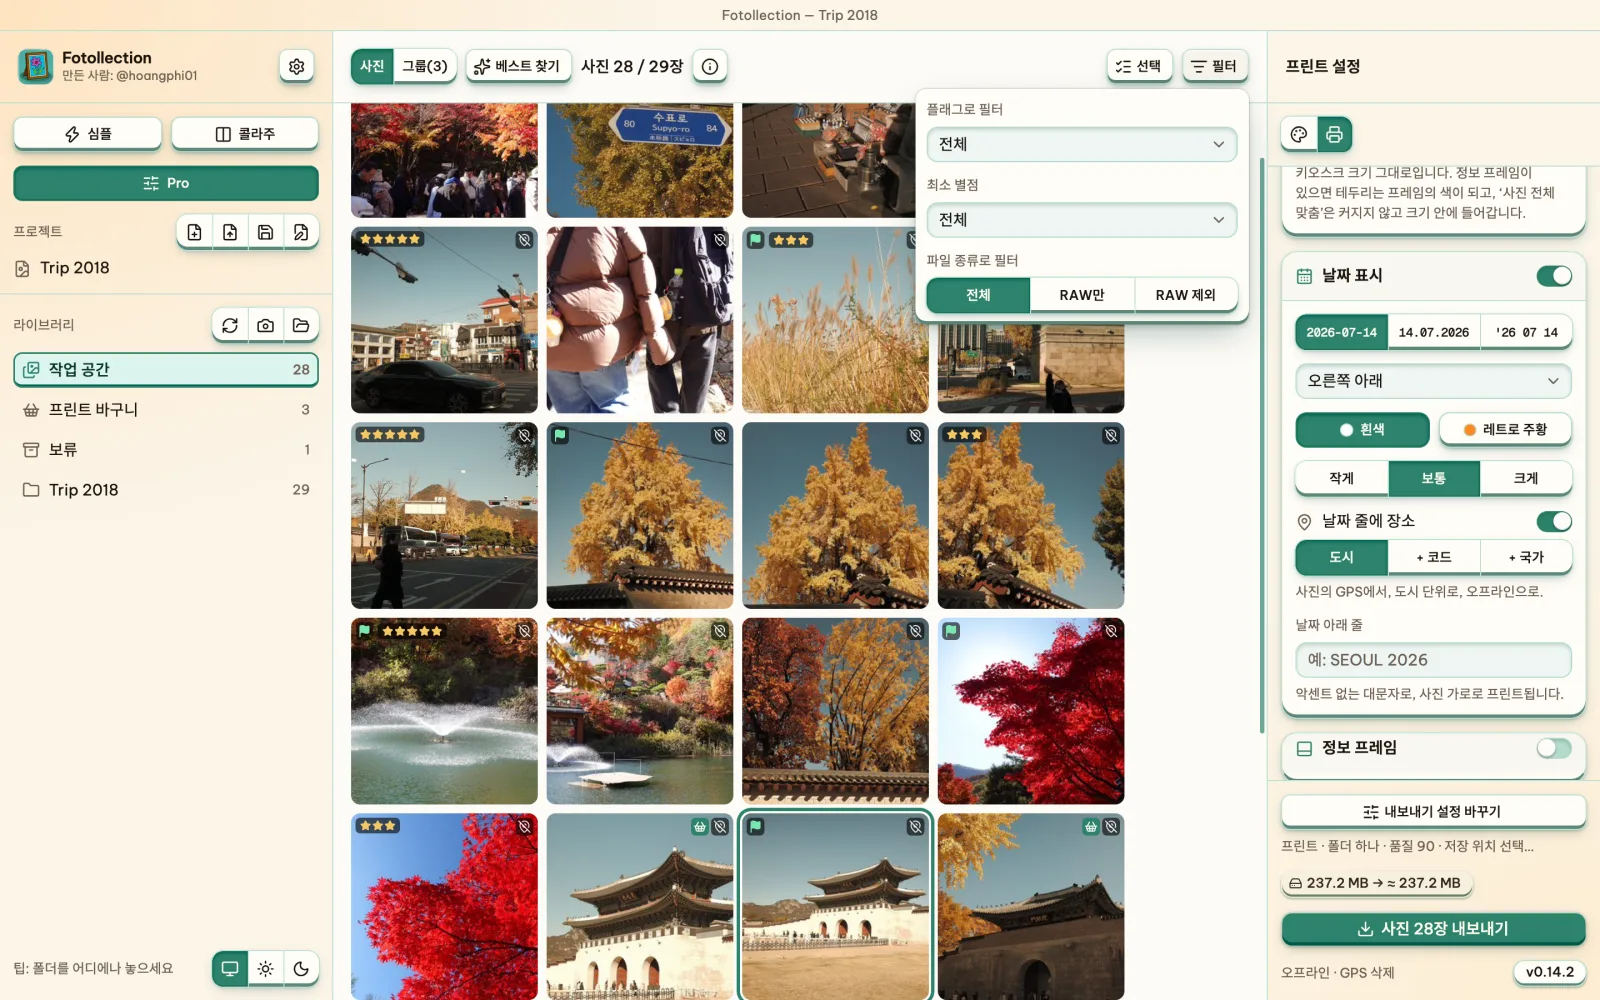 Fotollection — Trip 2018
Fotollection
만든 사람: @hoangphi01
심플
콜라주
Pro
프로젝트
Trip 2018
라이브러리
작업 공간 28
프린트 바구니 3
보류 1
Trip 2018 29
팁: 폴더를 어디에나 놓으세요
사진
그룹(3)
베스트 찾기
사진 28 / 29장
선택
필터
플래그로 필터
전체
최소 별점
전체
파일 종류로 필터
전체
RAW만
RAW 제외
80 수표로 84
Supyo-ro
프린트 설정
키오스크 크기 그대로입니다. 정보 프레임이
있으면 테두리는 프레임의 색이 되고, ‘사진 전체
맞춤’은 커지지 않고 크기 안에 들어갑니다.
날짜 표시
2026-07-14
14.07.2026
'26 07 14
오른쪽 아래
흰색
레트로 주황
작게
보통
크게
날짜 줄에 장소
도시
+ 코드
+ 국가
사진의 GPS에서, 도시 단위로, 오프라인으로.
날짜 아래 줄
예: SEOUL 2026
악센트 없는 대문자로, 사진 가로로 프린트됩니다.
정보 프레임
내보내기 설정 바꾸기
프린트 · 폴더 하나 · 품질 90 · 저장 위치 선택...
237.2 MB → ≈ 237.2 MB
사진 28장 내보내기
오프라인 · GPS 삭제
v0.14.2